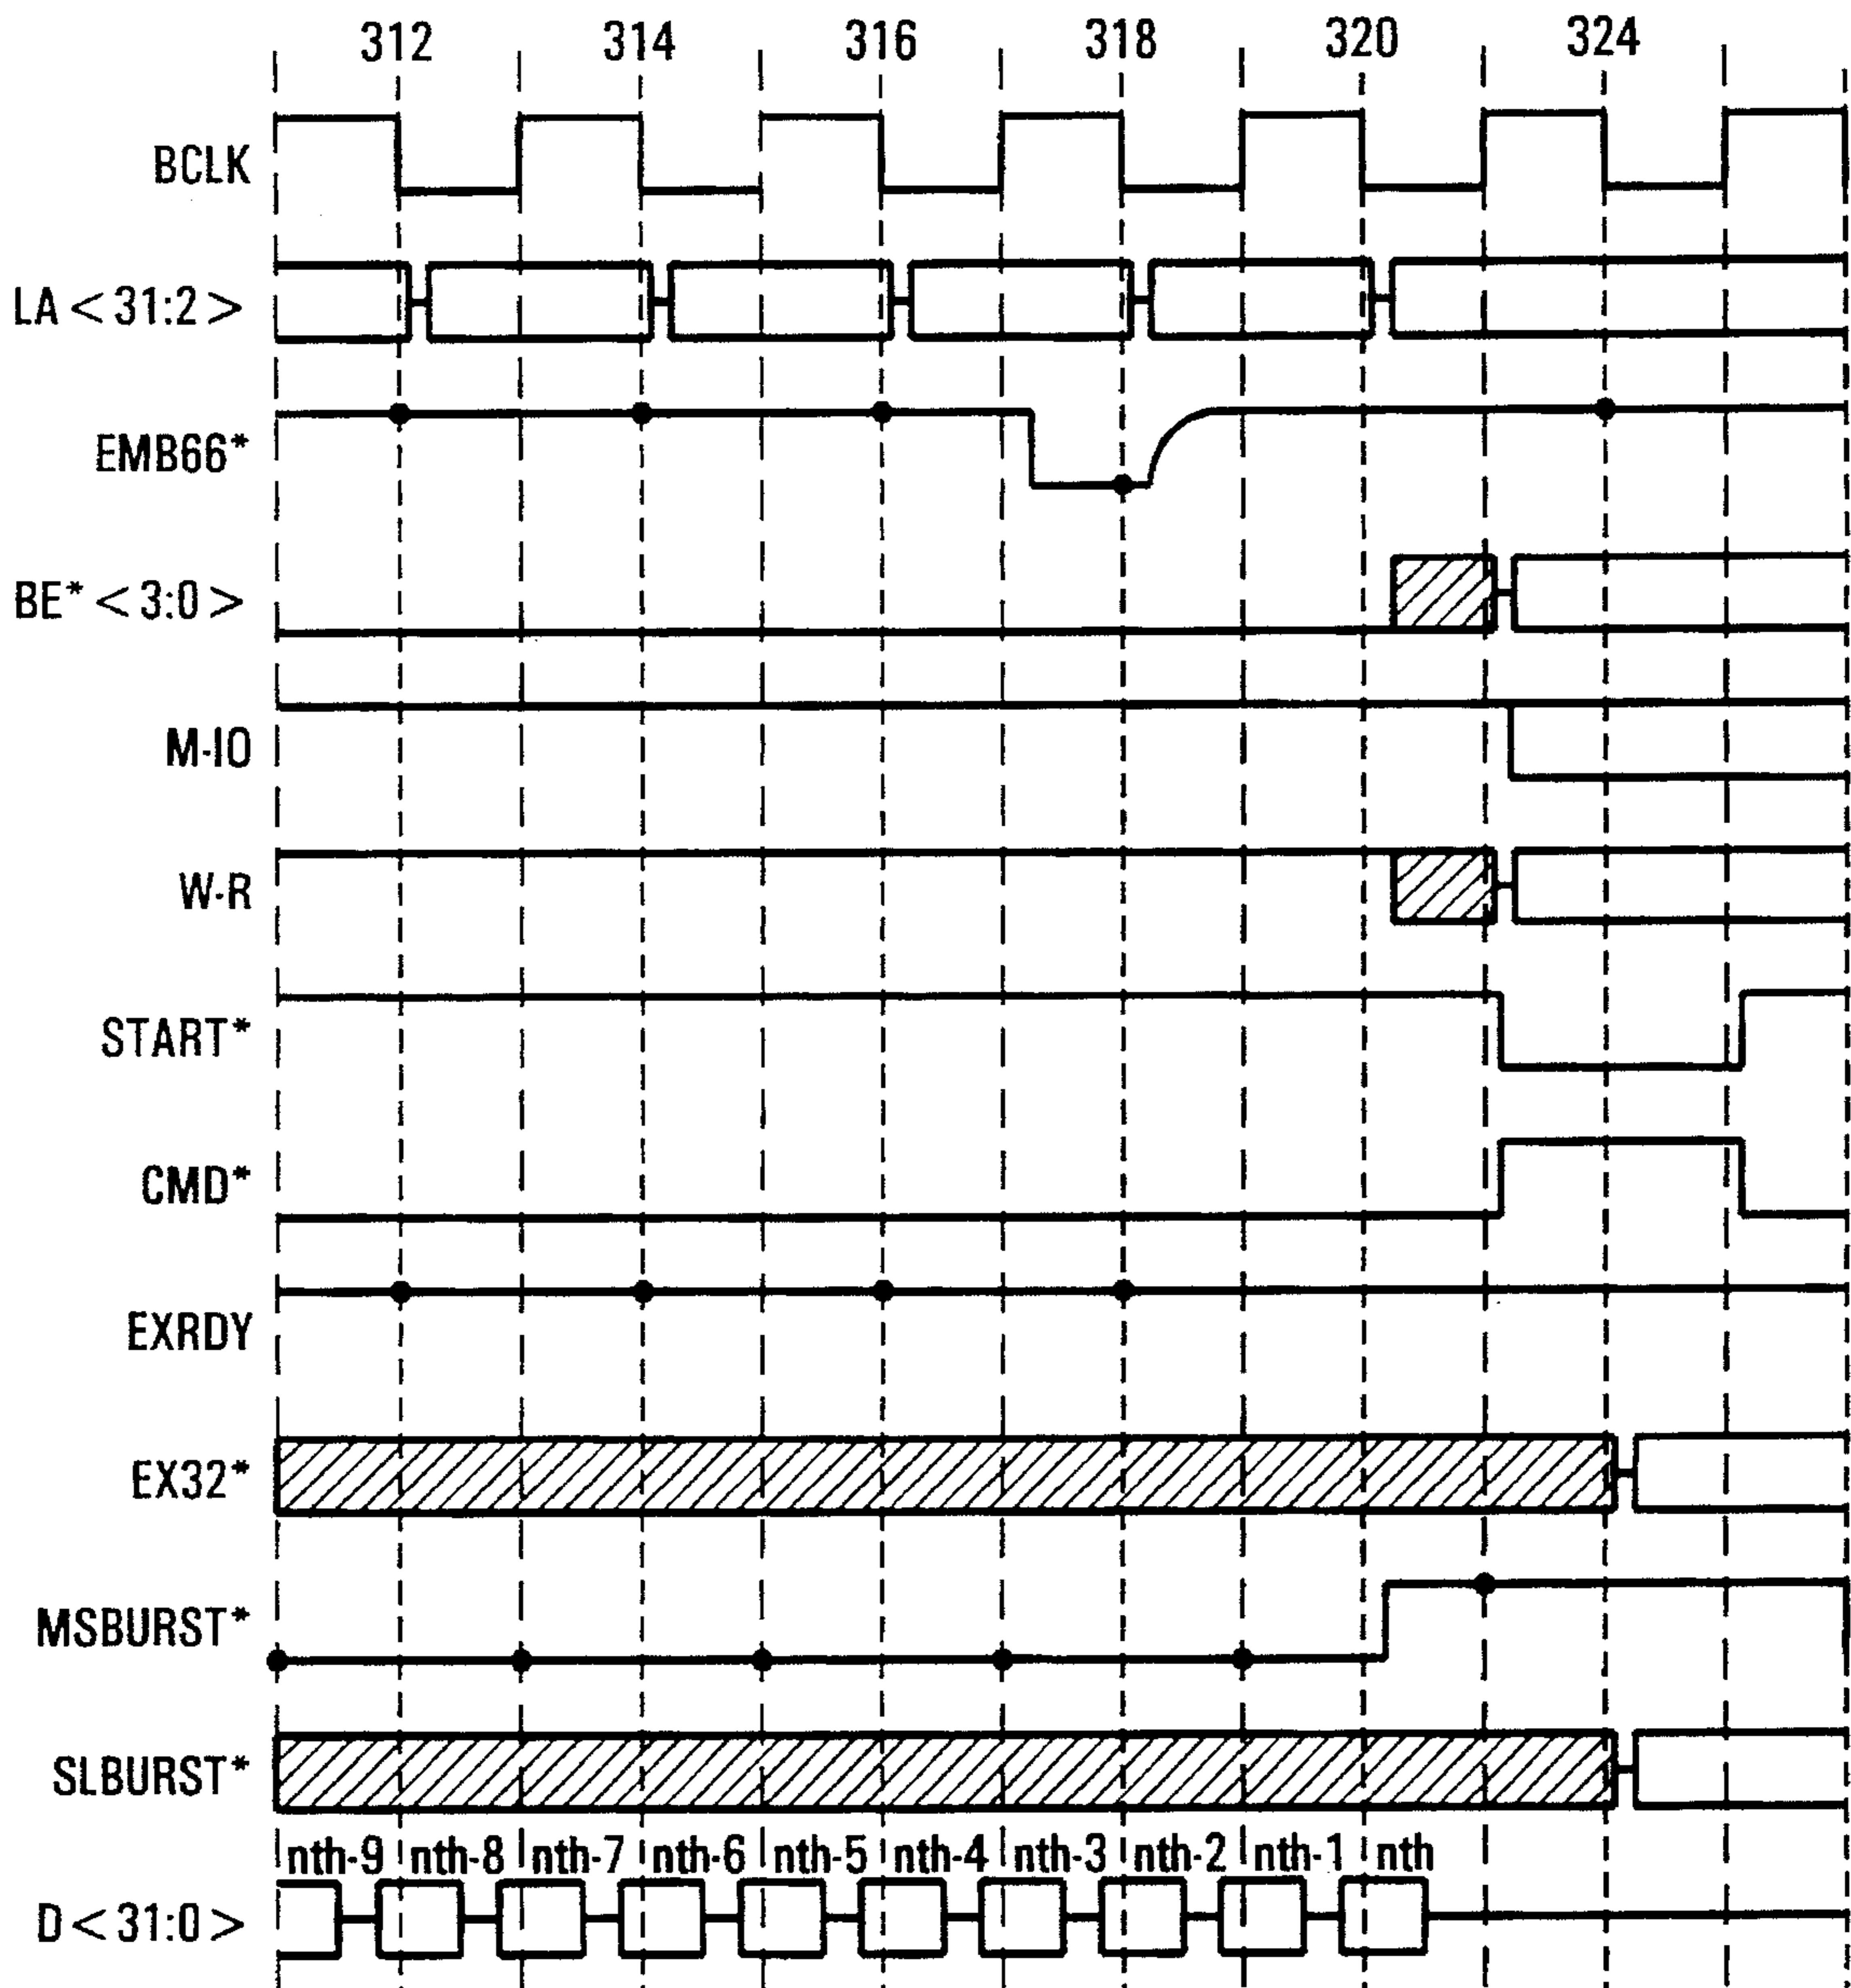 312 314 316 318 320 324
BCLK
LA<31:2>
EMB66*
BE*<3:0>
M-IO
W-R
START*
CMD*
EXRDY
EX32*
MSBURST*
SLBURST*
nth-9 nth-8 nth-7 nth-6 nth-5 nth-4 nth-3 nth-2 nth-1 nth
D<31:0>